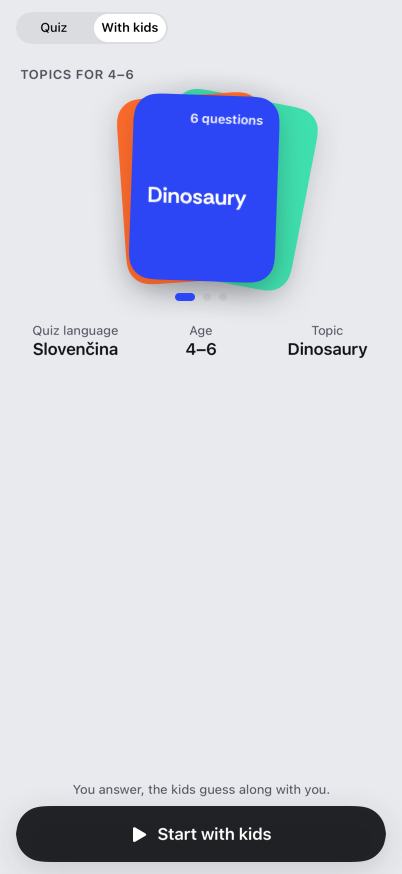 Quiz
With kids
TOPICS FOR 4–6
6 questions
Dinosaury
Quiz language
Age
Topic
Slovenčina
4–6
Dinosaury
You answer, the kids guess along with you.
Start with kids